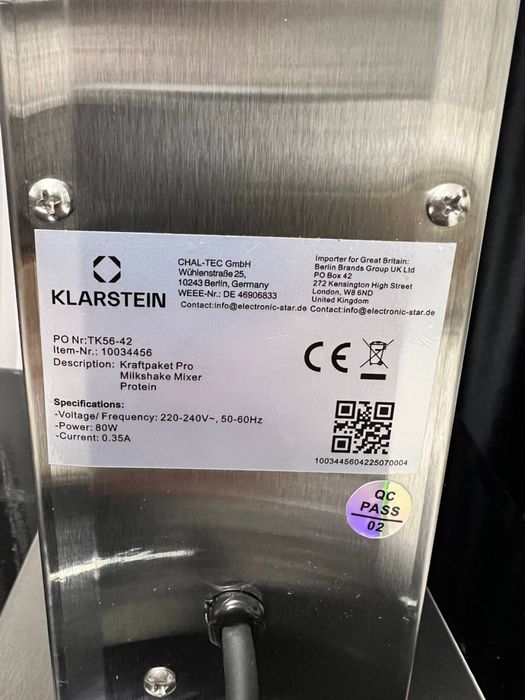 KLARSTEIN
CHAL-TEC GmbH
Wühlenstraße 25,
10243 Berlin, Germany
WEEE-Nr.: DE 46906833
Contact:info@electronic-star.de
Importer for Great Britain:
Berlin Brands Group UK Ltd
PO Box 42
272 Kensington High Street
London, W8 6ND
United Kingdom
Contact:info@electronic-star.de
PO Nr:TK56-42
Item-Nr.: 10034456
Description: Kraftpaket Pro
Milkshake Mixer
Protein
CE
Specifications:
-Voltage/ Frequency: 220-240V~, 50-60Hz
-Power: 80W
-Current: 0.35A
1003445604225070004
QC
PASS
02